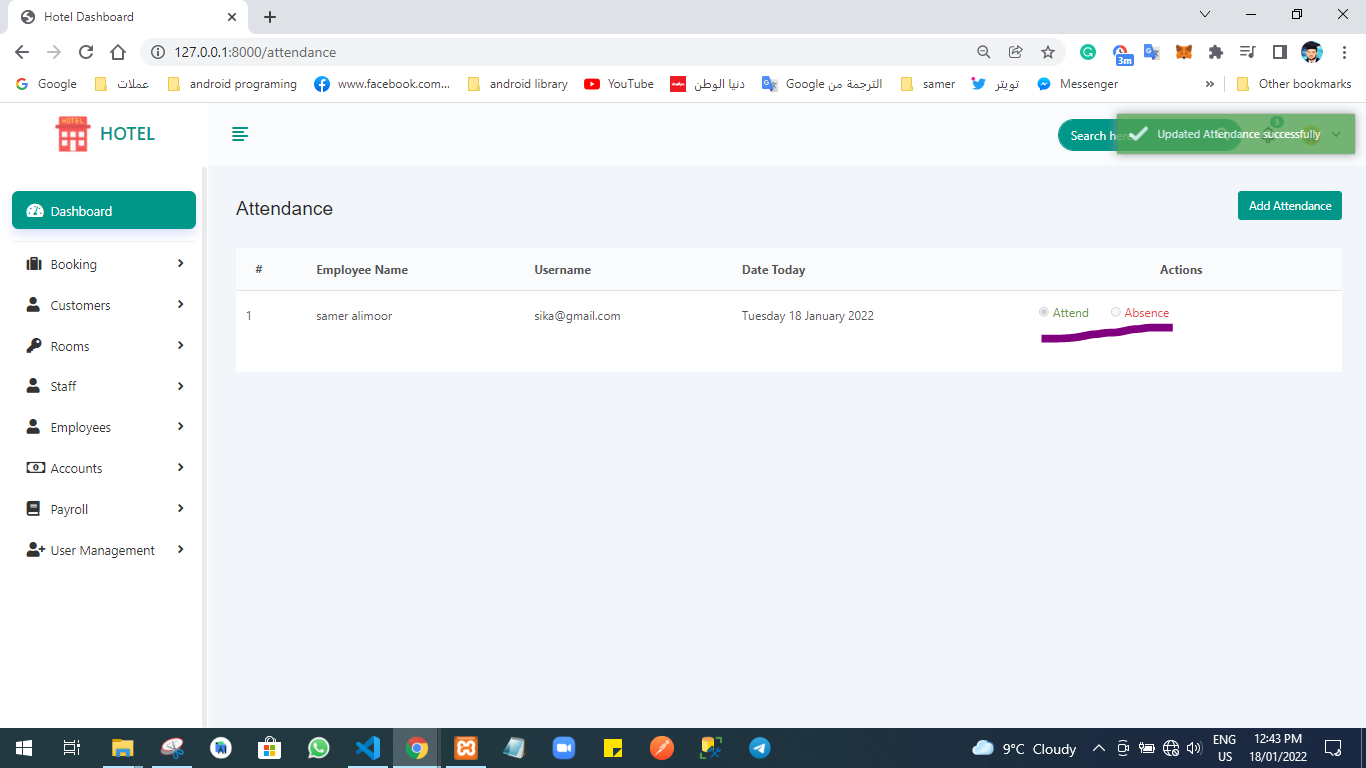 Hotel Dashboard
127.0.0.1:8000/attendance
3m
Google
عملات
android programing
www.facebook.com...
android library
YouTube
دنيا الوطن
الترجمة من Google
samer
تويتر
Messenger
»
Other bookmarks
HOTEL
HOTEL
Search here
Updated Attendance successfully
Dashboard
Booking
Customers
Rooms
Staff
Employees
Accounts
Payroll
User Management
Attendance
Add Attendance
# Employee Name Username Date Today Actions
1 samer alimoor sika@gmail.com Tuesday 18 January 2022 Attend Absence
9°C Cloudy
ENG
US
12:43 PM
18/01/2022